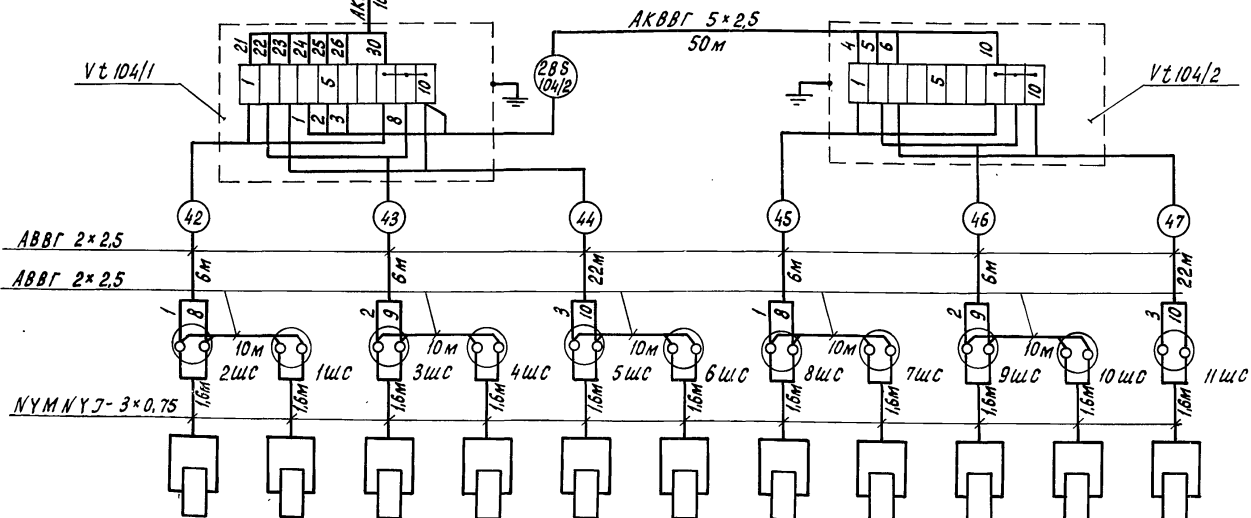 АК
10
АКВВГ 5×2,5
50м
21 22 23 24 25 26 30
4 5 6 10
1 5 10
1 5 10
Vt104/1
28S
104/2
Vt104/2
1 2 3 8
42 43 44 45 46 47
АВВГ 2×2,5
6м 6м 22м 6м 6м 22м
АВВГ 2×2,5
1 8 2 9 3 10 1 8 2 9 3 10
10м 10м 10м 10м 10м
2ШС 1ШС 3ШС 4ШС 5ШС 6ШС 8ШС 7ШС 9ШС 10ШС 11ШС
NYMNYJ-3×0,75
1,6м 1,6м 1,6м 1,6м 1,6м 1,6м 1,6м 1,6м 1,6м 1,6м 1,6м